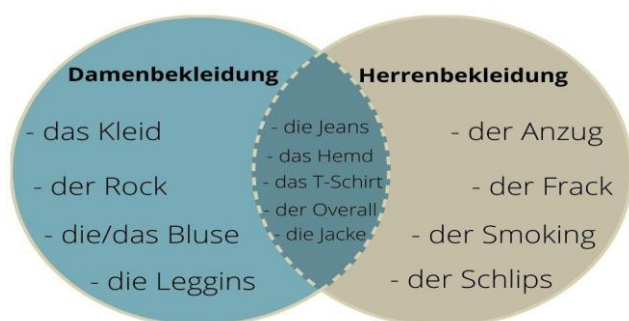 Damenbekleidung
- das Kleid
- der Rock
- die/das Bluse
- die Leggins
- die Jeans
- das Hemd
- das T-Schirt
- der Overall
- die Jacke
Herrenbekleidung
- der Anzug
- der Frack
- der Smoking
- der Schlips